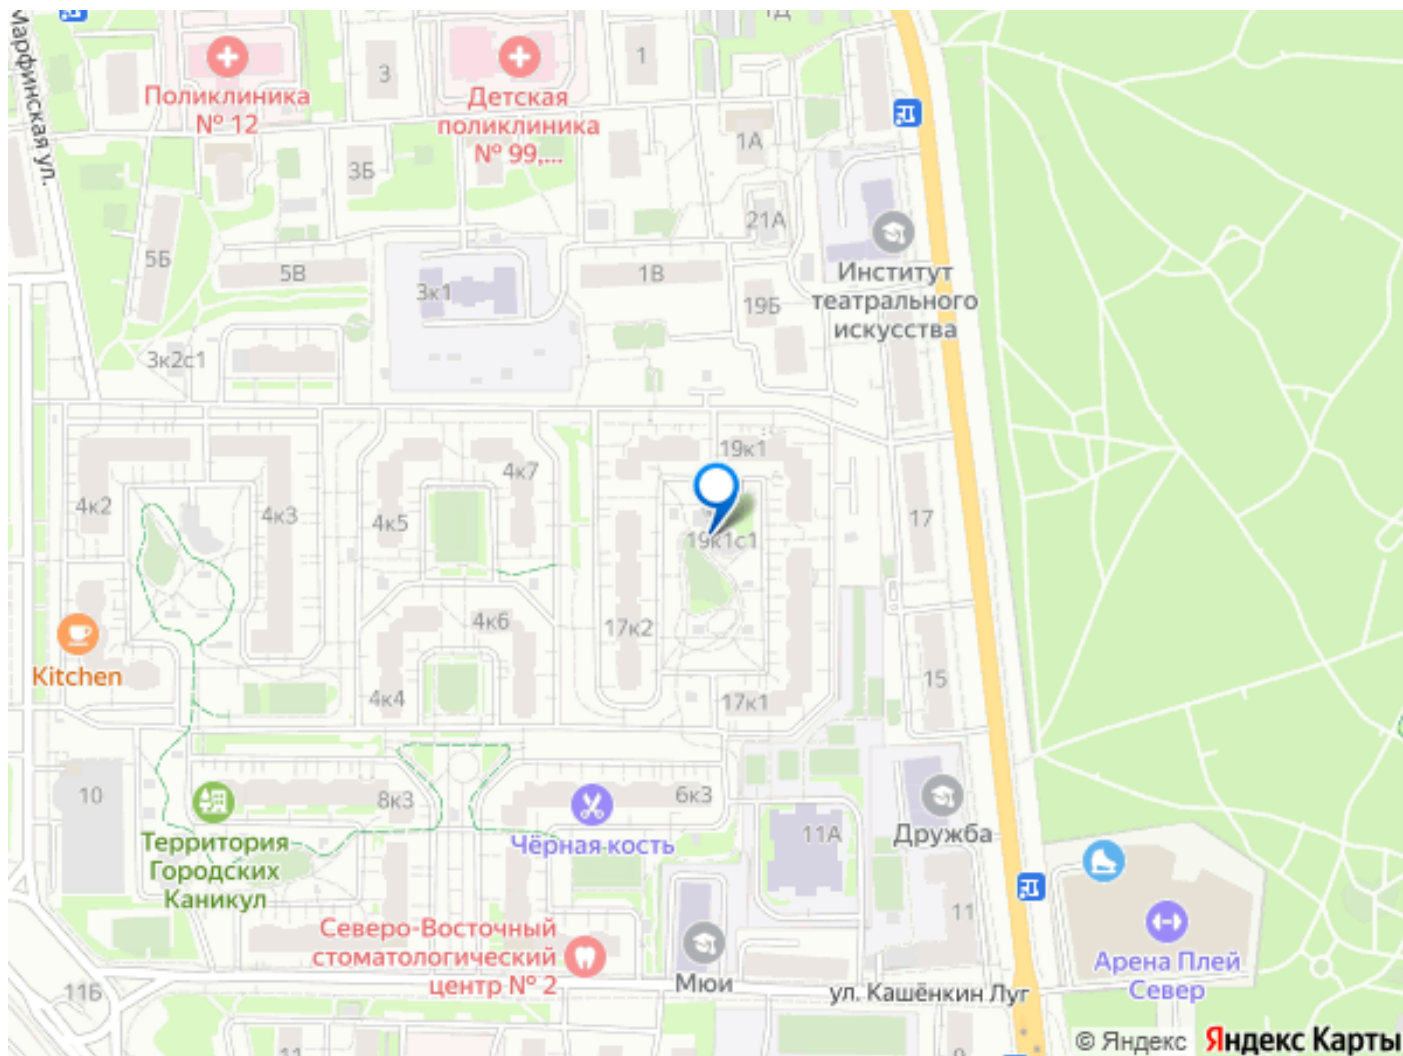 1Д
Марфинская ул.
Поликлиника
№ 12
3
Детская
поликлиника
№ 99,...
1
1А
3Б
21А
5Б
5В
3к1
1В
19Б
Институт
театрального
искусства
3к2с1
19к1
4к2
4к3
4к5
4к7
17
19к1с1
4к6
17к2
Kitchen
4к4
17к1
15
10
8к3
6к3
Территория
Городских
Каникул
Чёрная кость
11А
Дружба
11
Северо-Восточный
стоматологический
центр № 2
Мюи
Арена Плей
Север
11Б
ул. Кашёнкин Луг
11
9
© Яндекс Яндекс Карты